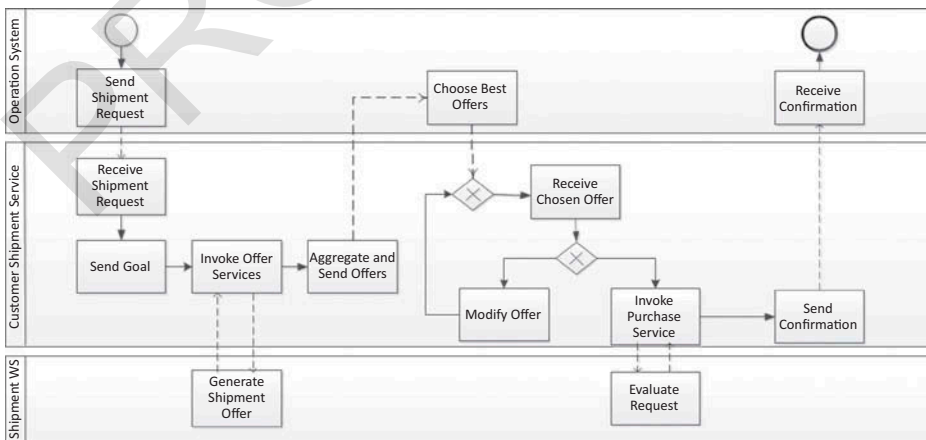 Operation System
Send
Shipment
Request
Choose Best
Offers
Receive
Confirmation
Customer Shipment Service
Receive
Shipment
Request
Send Goal
Invoke Offer
Services
Aggregate and
Send Offers
Receive
Chosen Offer
Modify Offer
Invoke
Purchase
Service
Send
Confirmation
Shipment WS
Generate
Shipment
Offer
Evaluate
Request